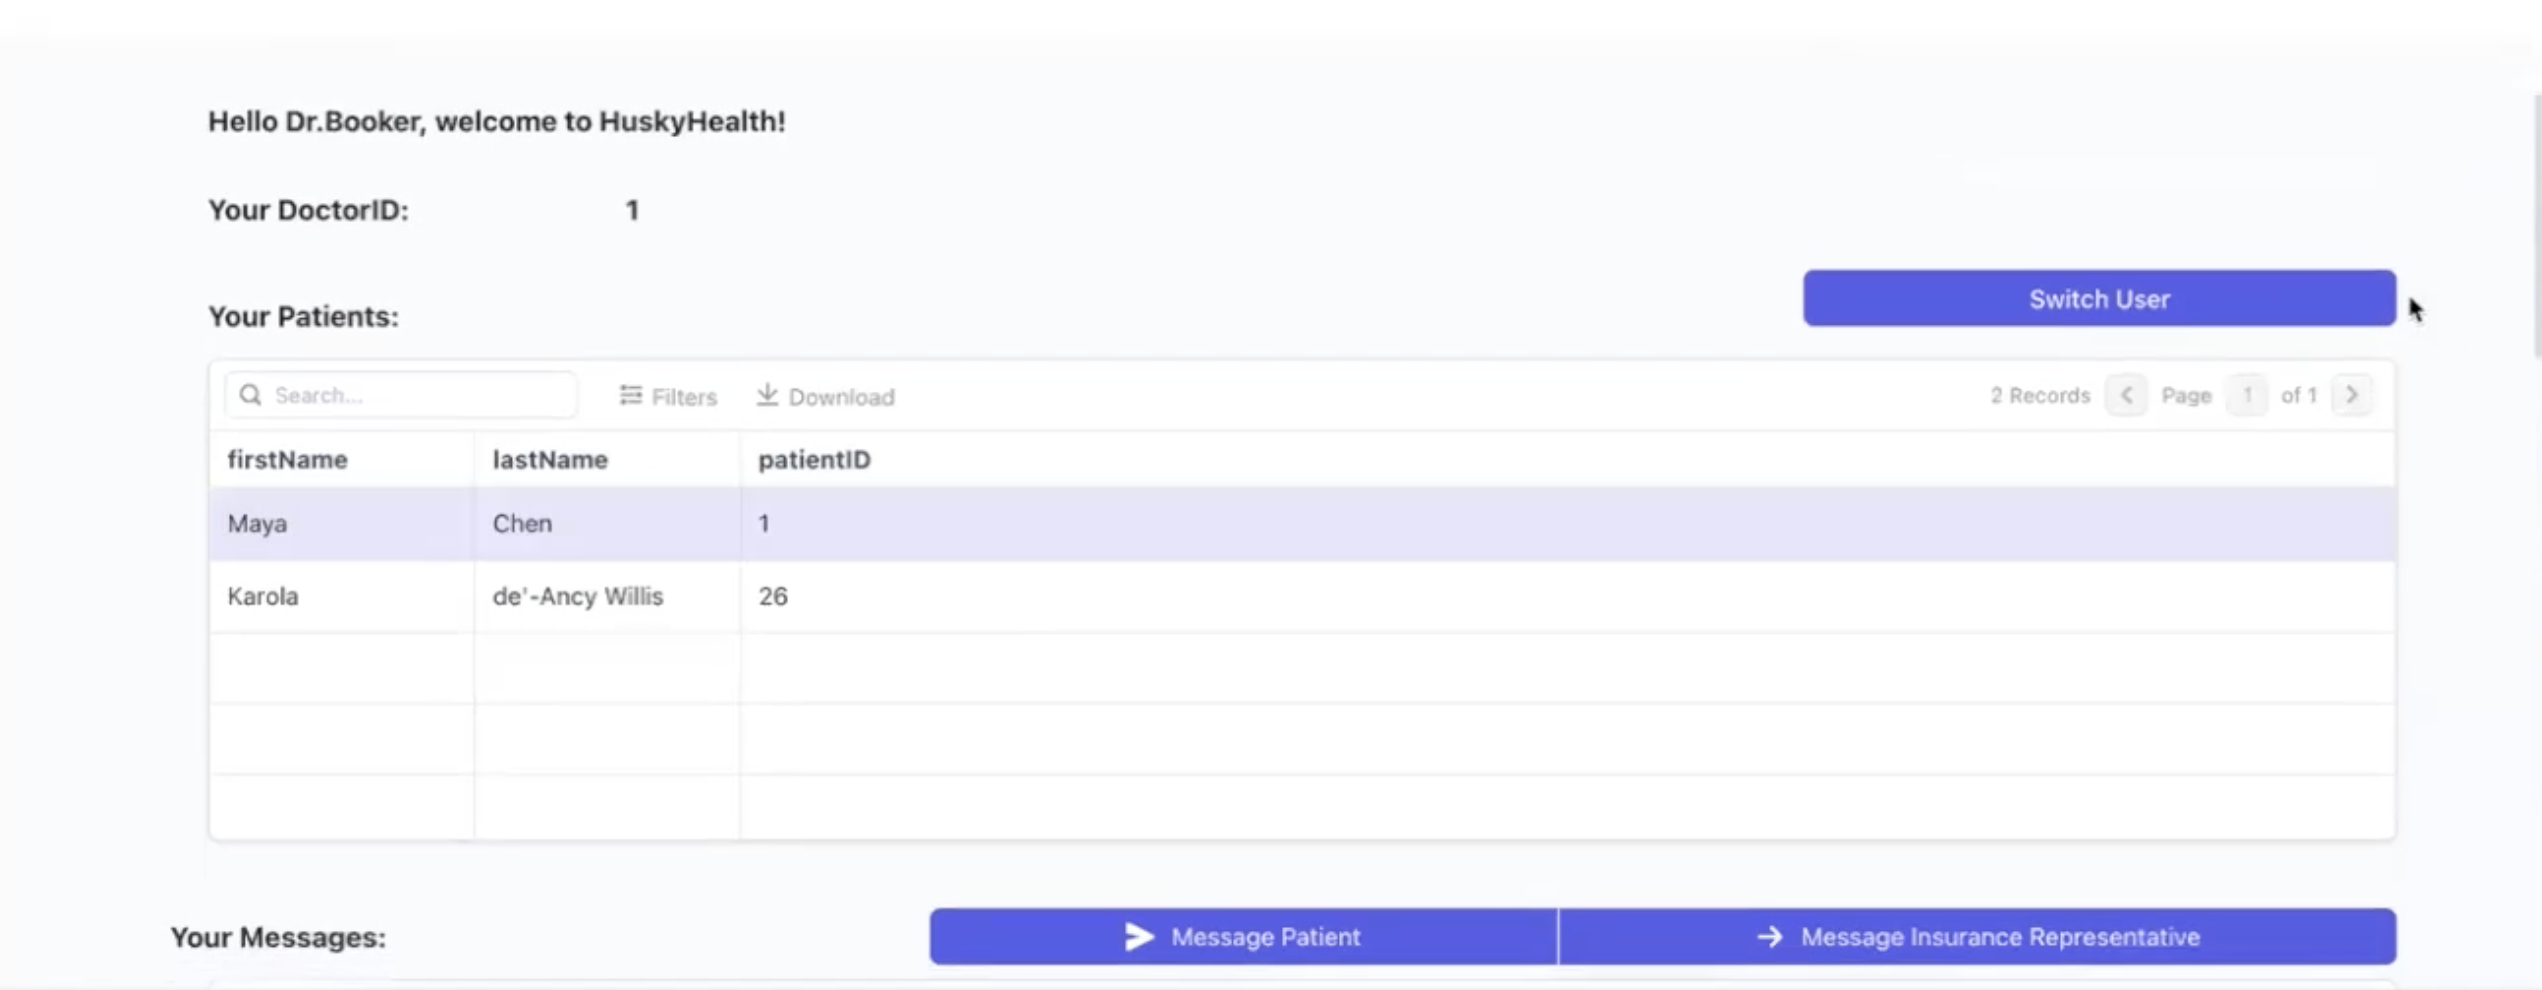 Hello Dr.Booker, welcome to HuskyHealth!
Your DoctorID: 1
Switch User
Your Patients:
Search... Filters Download 2 Records Page 1 of 1
firstName lastName patientID
Maya Chen 1
Karola de'-Ancy Willis 26
Your Messages: Message Patient Message Insurance Representative